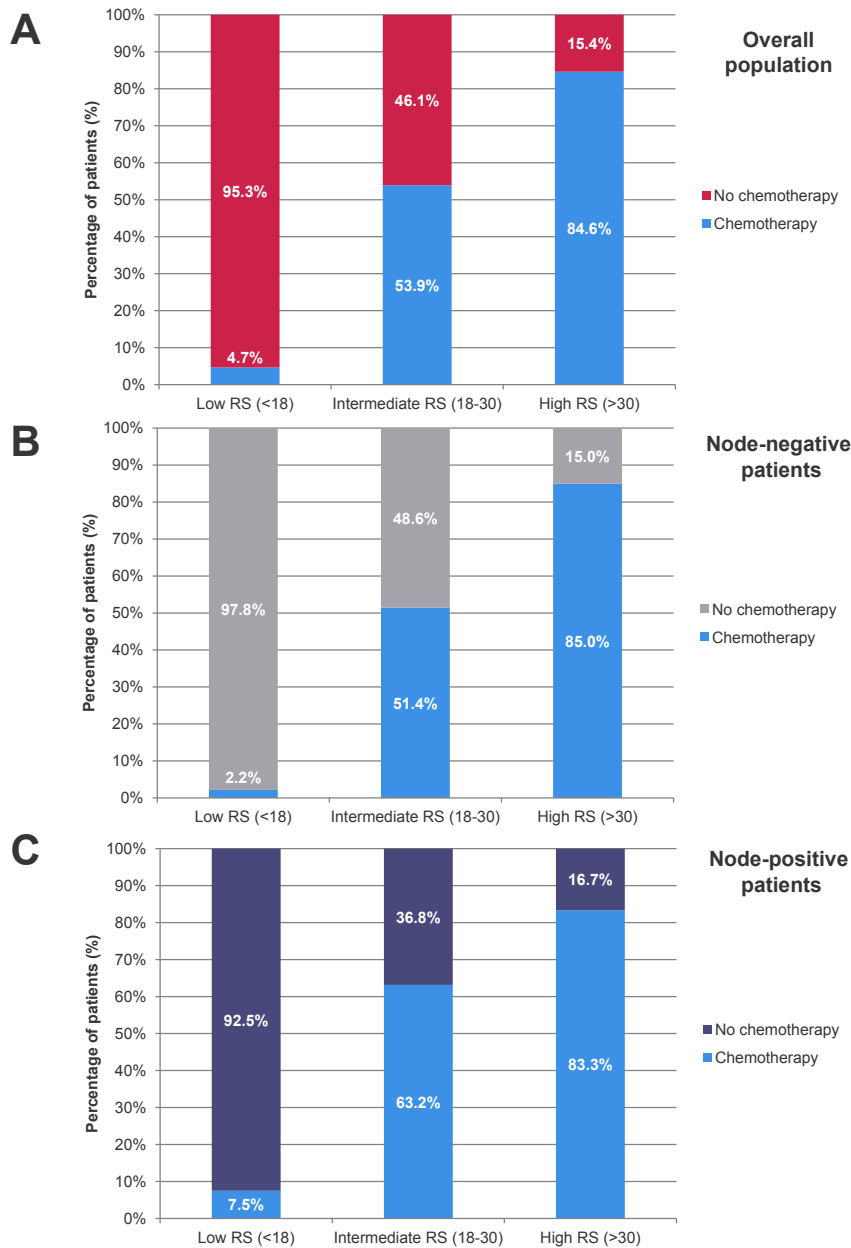 A
Overall
population
Percentage of patients (%)
100%
90%
80%
70%
60%
50%
40%
30%
20%
10%
0%
95.3%
4.7%
46.1%
53.9%
15.4%
84.6%
No chemotherapy
Chemotherapy
Low RS (<18)
Intermediate RS (18-30)
High RS (>30)
B
Node-negative
patients
Percentage of patients (%)
100%
90%
80%
70%
60%
50%
40%
30%
20%
10%
0%
97.8%
2.2%
48.6%
51.4%
15.0%
85.0%
No chemotherapy
Chemotherapy
Low RS (<18)
Intermediate RS (18-30)
High RS (>30)
C
Node-positive
patients
Percentage of patients (%)
100%
90%
80%
70%
60%
50%
40%
30%
20%
10%
0%
92.5%
7.5%
36.8%
63.2%
16.7%
83.3%
No chemotherapy
Chemotherapy
Low RS (<18)
Intermediate RS (18-30)
High RS (>30)